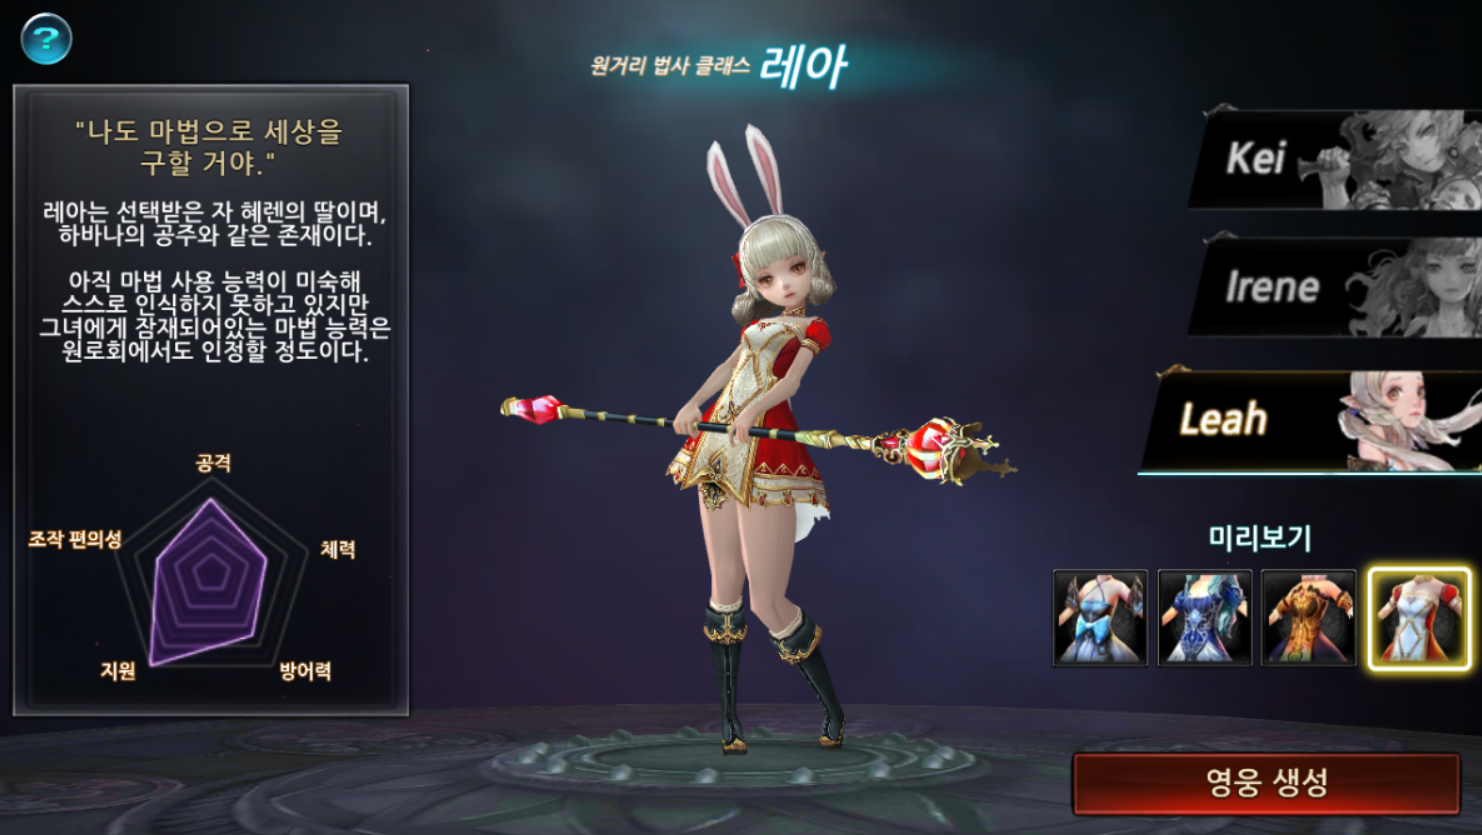 ?
원거리 법사 클래스 레아
"나도 마법으로 세상을
구할 거야."
레아는 선택받은 자 혜렌의 딸이며,
하바나의 공주와 같은 존재이다.
아직 마법 사용 능력이 미숙해
스스로 인식하지 못하고 있지만
그녀에게 잠재되어있는 마법 능력은
원로회에서도 인정할 정도이다.
공격
조작 편의성
체력
지원
방어력
Kei
Irene
Leah
미리보기
영웅 생성